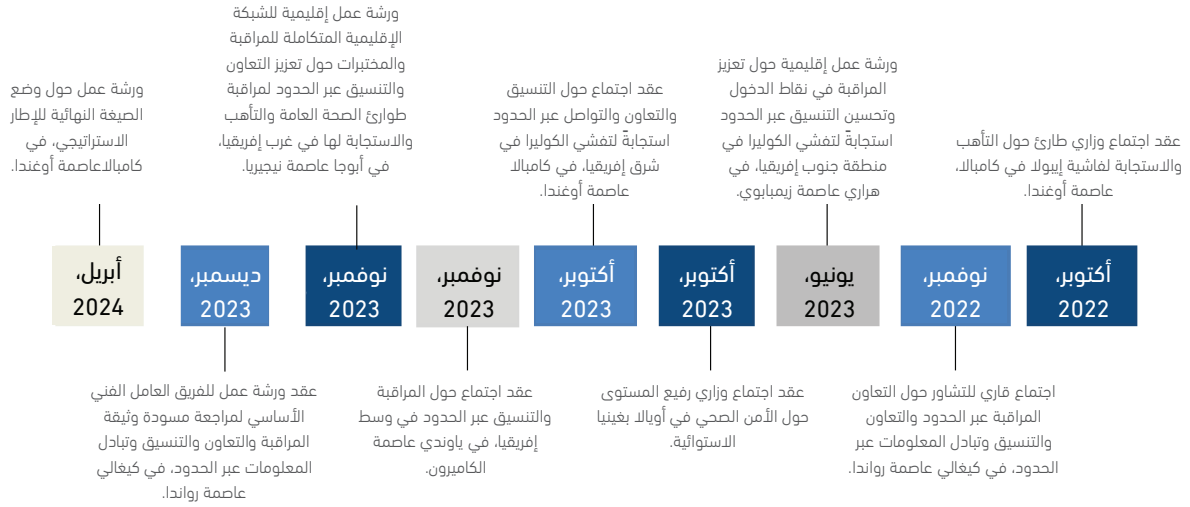 عقد اجتماع وزاري طارئ حول التأهب
والاستجابة لفاشية إيبولا في كامبالا،
عاصمة أوغندا.
أكتوبر،
2022
نوفمبر،
2022
اجتماع قاري للتشاور حول التعاون
المراقبة عبر الحدود والتعاون
والتنسيق وتبادل المعلومات عبر
الحدود، في كيغالي عاصمة رواندا.
ورشة عمل إقليمية حول تعزيز
المراقبة في نقاط الدخول
وتحسين التنسيق عبر الحدود
استجابةً لتفشي الكوليرا في
منطقة جنوب إفريقيا، في
هراري عاصمة زيمبابوي.
يونيو،
2023
أكتوبر،
2023
عقد اجتماع وزاري رفيع المستوى
حول الأمن الصحي في أويالا بغينيا
الاستوائية.
عقد اجتماع حول التنسيق
والتعاون والتواصل عبر الحدود
استجابةً لتفشي الكوليرا في
شرق إفريقيا، في كامبالا
عاصمة أوغندا.
أكتوبر،
2023
نوفمبر،
2023
عقد اجتماع حول المراقبة
والتنسيق عبر الحدود في وسط
إفريقيا، في ياوندي عاصمة
الكاميرون.
ورشة عمل إقليمية للشبكة
الإقليمية المتكاملة للمراقبة
والمختبرات حول تعزيز التعاون
والتنسيق عبر الحدود لمراقبة
طوارئ الصحة العامة والتأهب
والاستجابة لها في غرب إفريقيا،
في أبوجا عاصمة نيجيريا.
نوفمبر،
2023
ديسمبر،
2023
عقد ورشة عمل للفريق العامل الفني
الأساسي لمراجعة مسودة وثيقة
المراقبة والتعاون والتنسيق وتبادل
المعلومات عبر الحدود، في كيغالي
عاصمة رواندا.
ورشة عمل حول وضع
الصيغة النهائية للإطار
الاستراتيجي، في
كامبالاعاصمة أوغندا.
أبريل،
2024